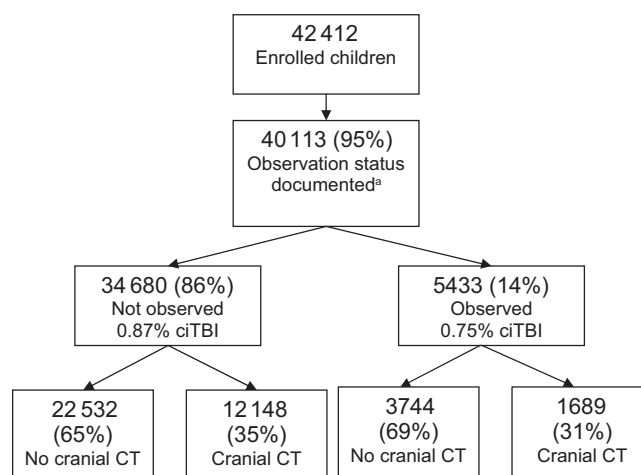 42 412
Enrolled children
40 113 (95%)
Observation status
documentedᵃ
34 680 (86%)
Not observed
0.87% ciTBI
5433 (14%)
Observed
0.75% ciTBI
22 532
(65%)
No cranial CT
12 148
(35%)
Cranial CT
3744
(69%)
No cranial CT
1689
(31%)
Cranial CT